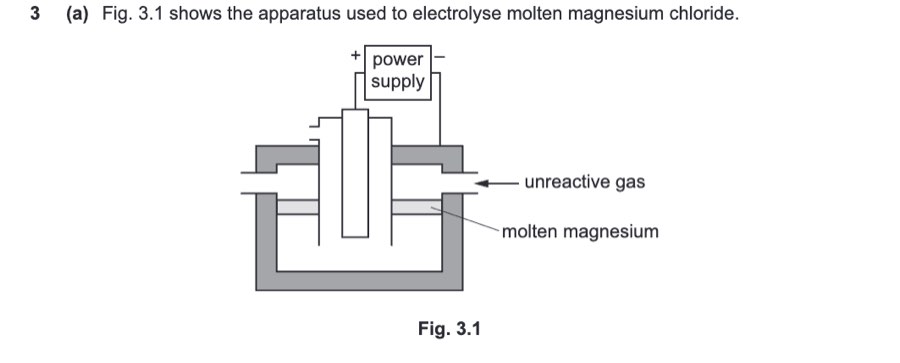 3 (a) Fig. 3.1 shows the apparatus used to electrolyse molten magnesium chloride.
+ power –
supply
unreactive gas
molten magnesium
Fig. 3.1